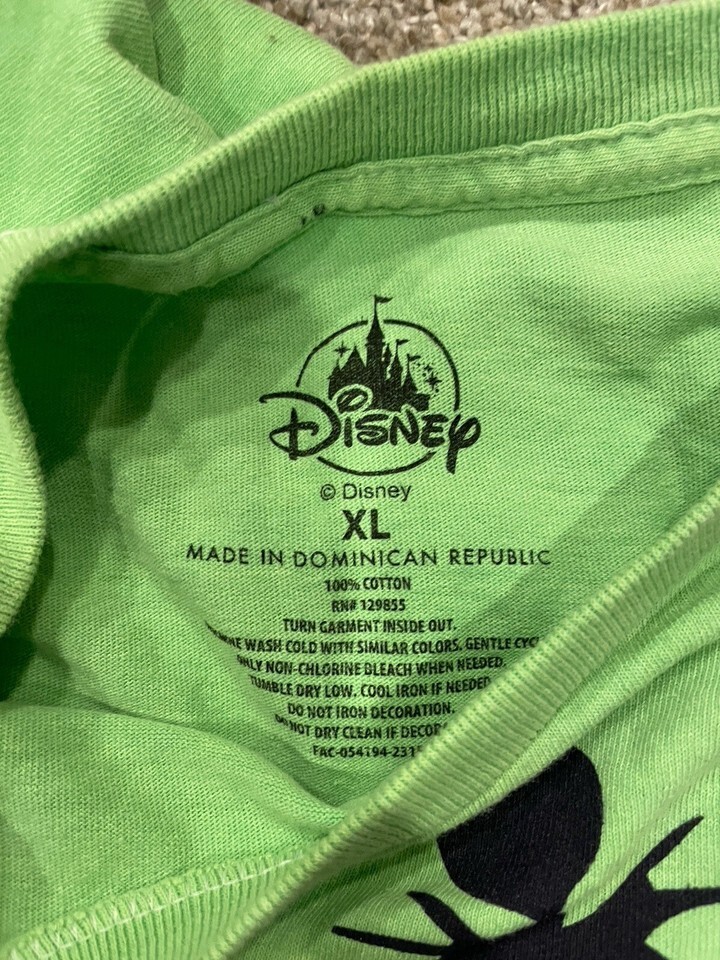 Disney
© Disney
XL
MADE IN DOMINICAN REPUBLIC
100% COTTON
RN# 129855
TURN GARMENT INSIDE OUT.
WASH COLD WITH SIMILAR COLORS. GENTLE
ONLY NON-CHLORINE BLEACH WHEN NEEDED.
TUMBLE DRY LOW. COOL IRON IF NEEDED
DO NOT IRON DECORATION.
NOT DRY CLEAN IF